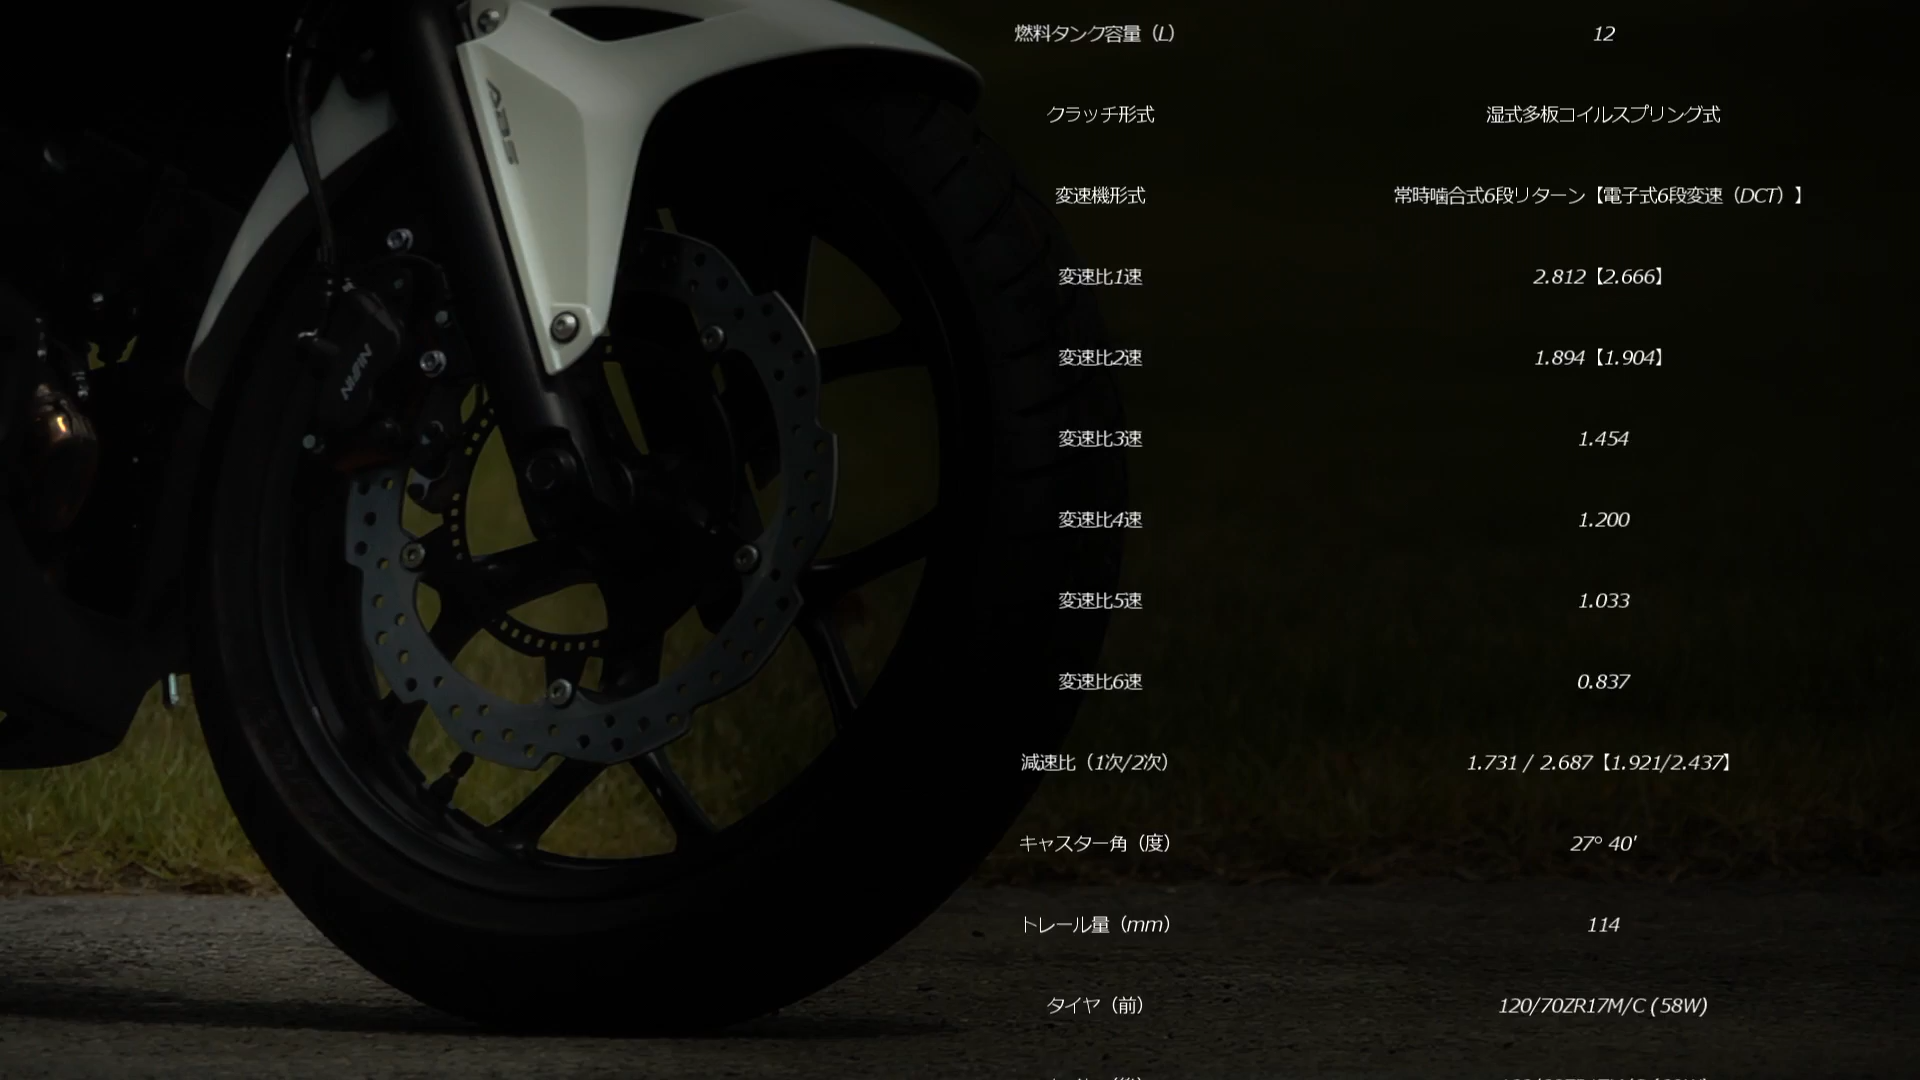 燃料タンク容量（L） 12
クラッチ形式 湿式多板コイルスプリング式
変速機形式 常時噛合式6段リターン【電子式6段変速（DCT）】
変速比1速 2.812【2.666】
変速比2速 1.894【1.904】
変速比3速 1.454
変速比4速 1.200
変速比5速 1.033
変速比6速 0.837
減速比（1次/2次） 1.731 / 2.687【1.921/2.437】
キャスター角（度） 27° 40′
トレール量（mm） 114
タイヤ（前） 120/70ZR17M/C (58W)
ABS
NISSIN